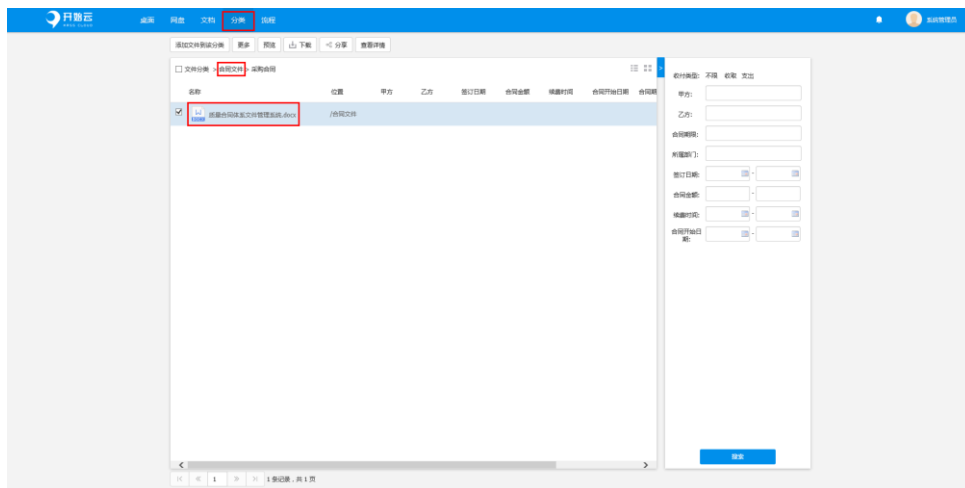 开始云 桌面 网盘 文档 分类 流程 系统管理员
添加文件到该分类 更多 预览 下载 分享 查看详情
文件分类 > 合同文件 > 采购合同
名称 位置 甲方 乙方 签订日期 合同金额 续量时间 合同开始日期 合同期
质量合同体系文件管理系统.docx /合同文件
收付类型: 不限 收取 支出
甲方:
乙方:
合同期限:
所属部门:
签订日期: -
合同金额: -
续量时间: -
合同开始日期: -
搜索
1 1 条记录，共 1 页